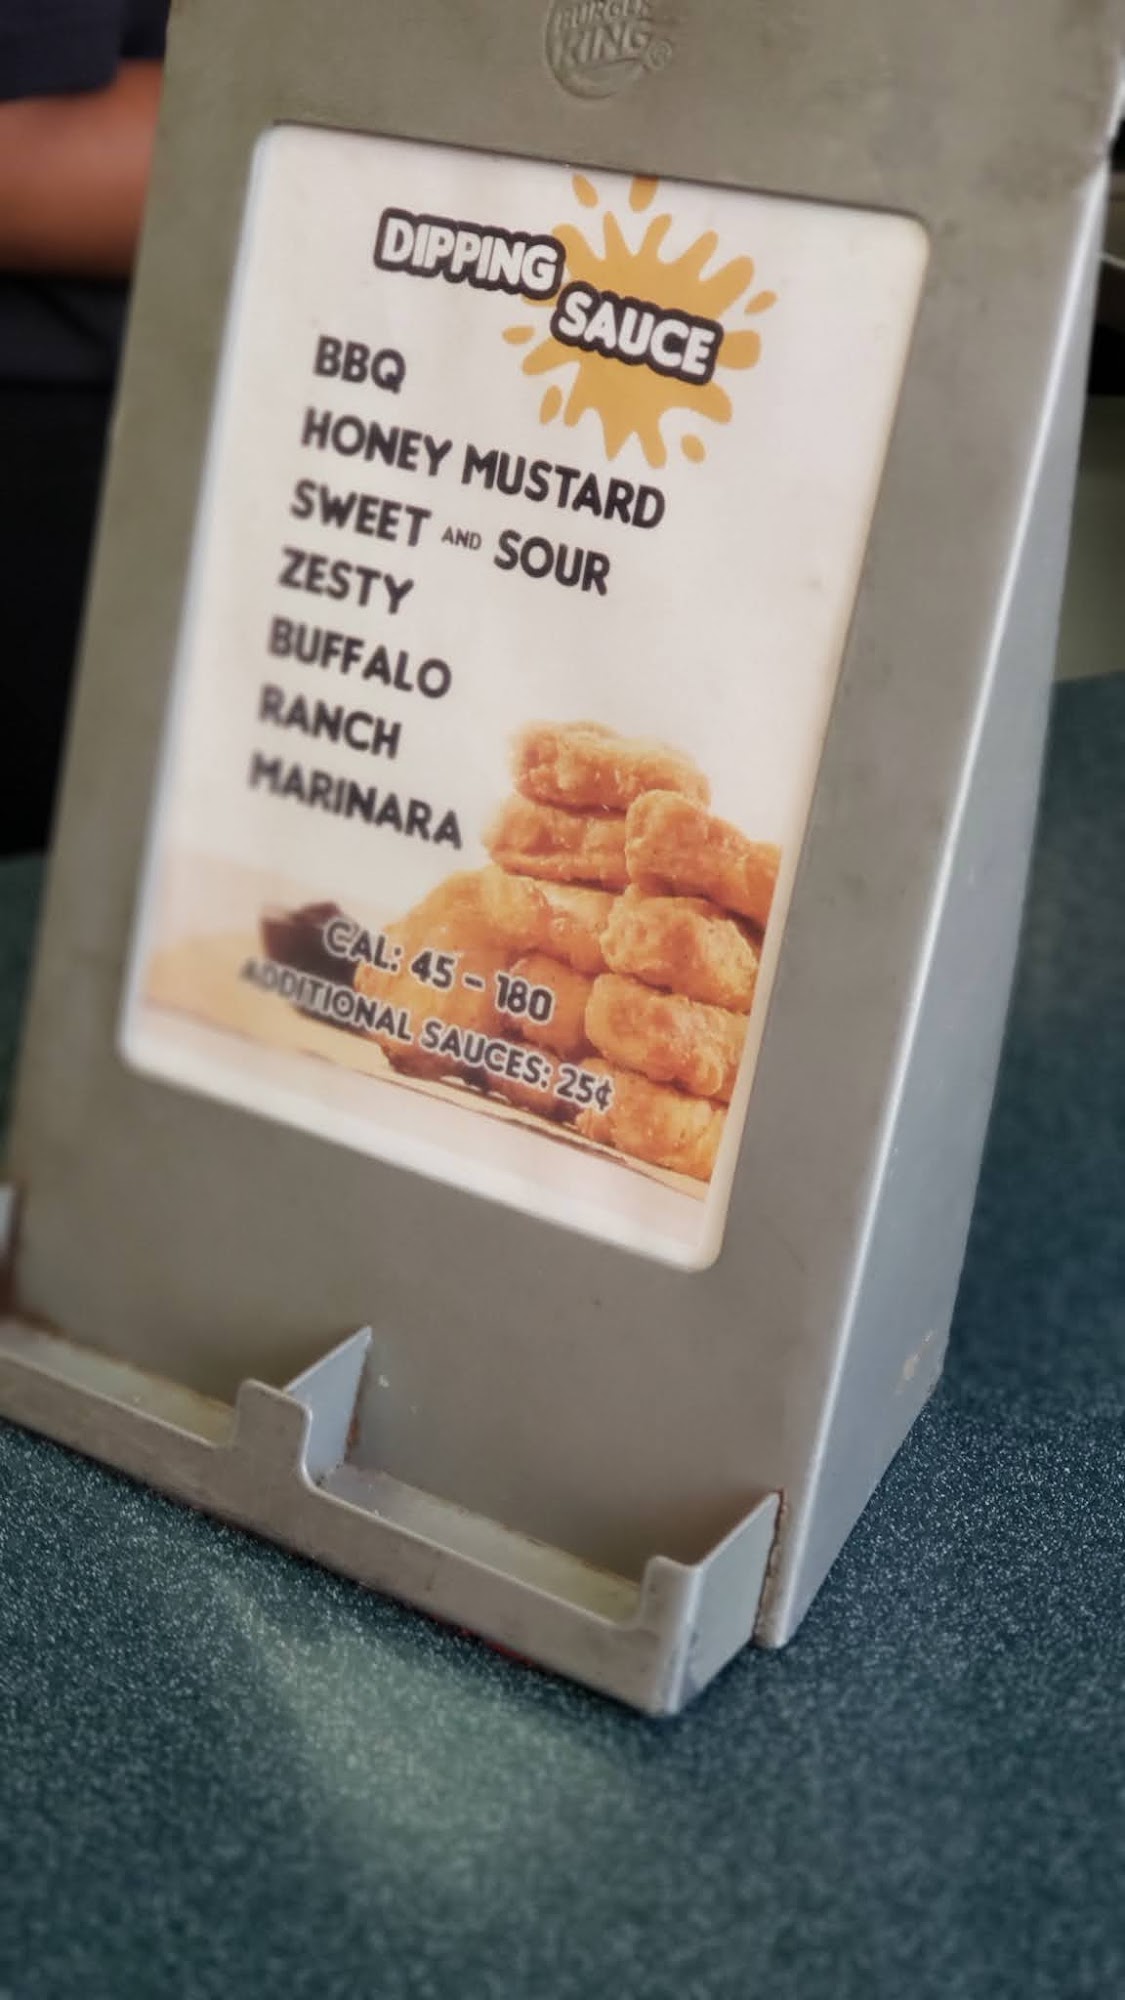 BURGER
KING®
DIPPING
SAUCE
BBQ
HONEY MUSTARD
SWEET AND SOUR
ZESTY
BUFFALO
RANCH
MARINARA
CAL: 45 - 180
ADDITIONAL SAUCES: 25¢